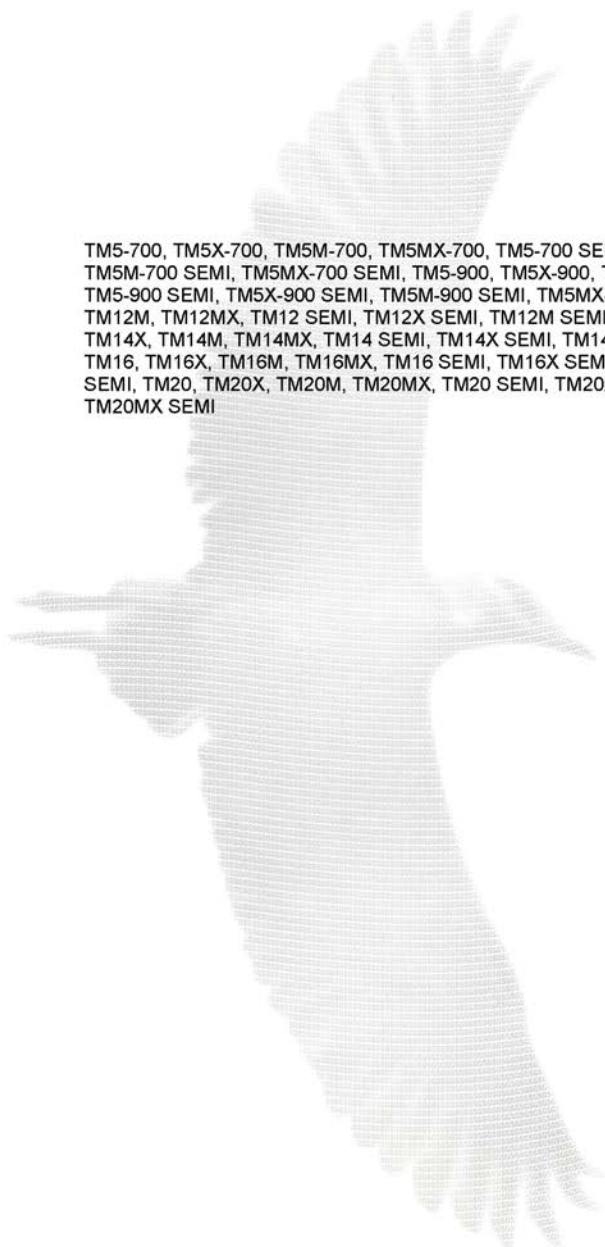 TM5-700, TM5X-700, TM5M-700, TM5MX-700, TM5-700
TM5M-700 SEMI, TM5MX-700 SEMI, TM5-900, TM5X-900,
TM5-900 SEMI, TM5X-900 SEMI, TM5M-900 SEMI,
TM12M, TM12MX, TM12 SEMI, TM12X SEMI, TM12M SEMI
TM14X, TM14M, TM14MX, TM14 SEMI, TM14X SEMI,
TM16, TM16X, TM16M, TM16MX, TM16 SEMI, TM16X
SEMI, TM20, TM20X, TM20M, TM20MX, TM20 SEMI,
TM20MX SEMI